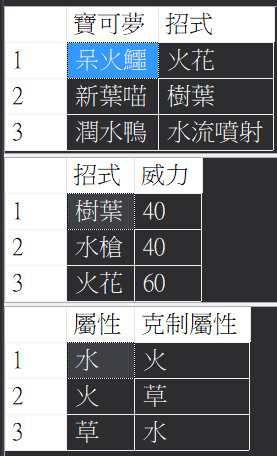 寶可夢 招式
1 呆火鱷 火花
2 新葉喵 樹葉
3 潤水鴨 水流噴射
招式 威力
1 樹葉 40
2 水槍 40
3 火花 60
屬性 克制屬性
1 水 火
2 火 草
3 草 水